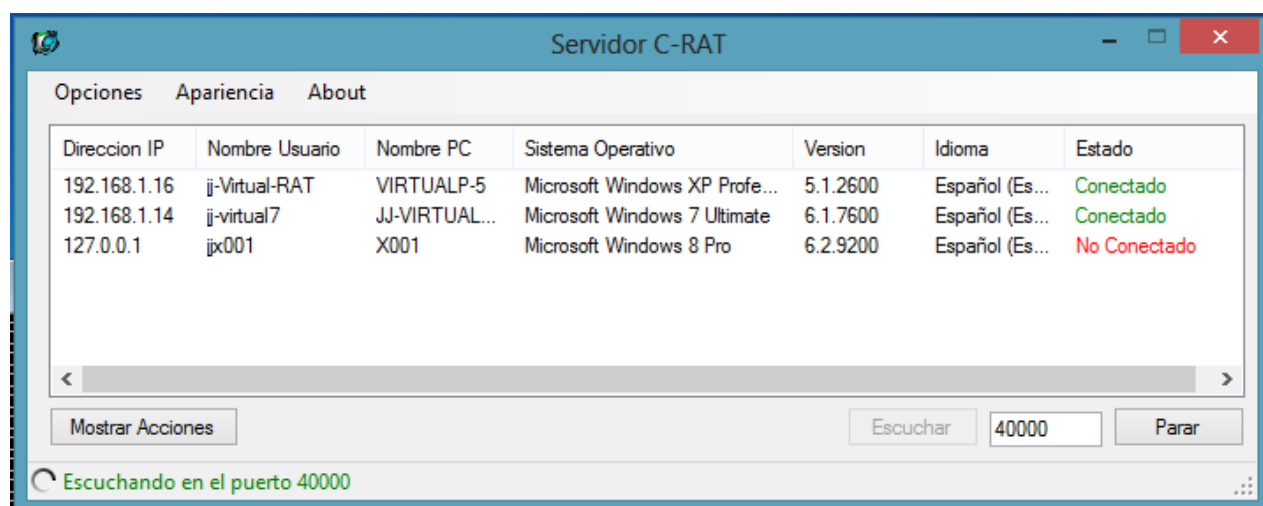 Servidor C-RAT
Opciones Apariencia About
Direccion IP Nombre Usuario Nombre PC Sistema Operativo Version Idioma Estado
192.168.1.16 jj-Virtual-RAT VIRTUALP-5 Microsoft Windows XP Profe... 5.1.2600 Español (Es... Conectado
192.168.1.14 jj-virtual7 JJ-VIRTUAL... Microsoft Windows 7 Ultimate 6.1.7600 Español (Es... Conectado
127.0.0.1 jjx001 X001 Microsoft Windows 8 Pro 6.2.9200 Español (Es... No Conectado
Mostrar Acciones Escuchar 40000 Parar
Escuchando en el puerto 40000